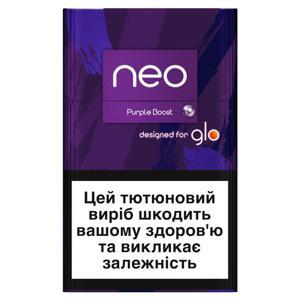 neo
Purple Boost
designed for glo
Цей тютюновий
виріб шкодить
вашому здоров'ю
та викликає
залежність